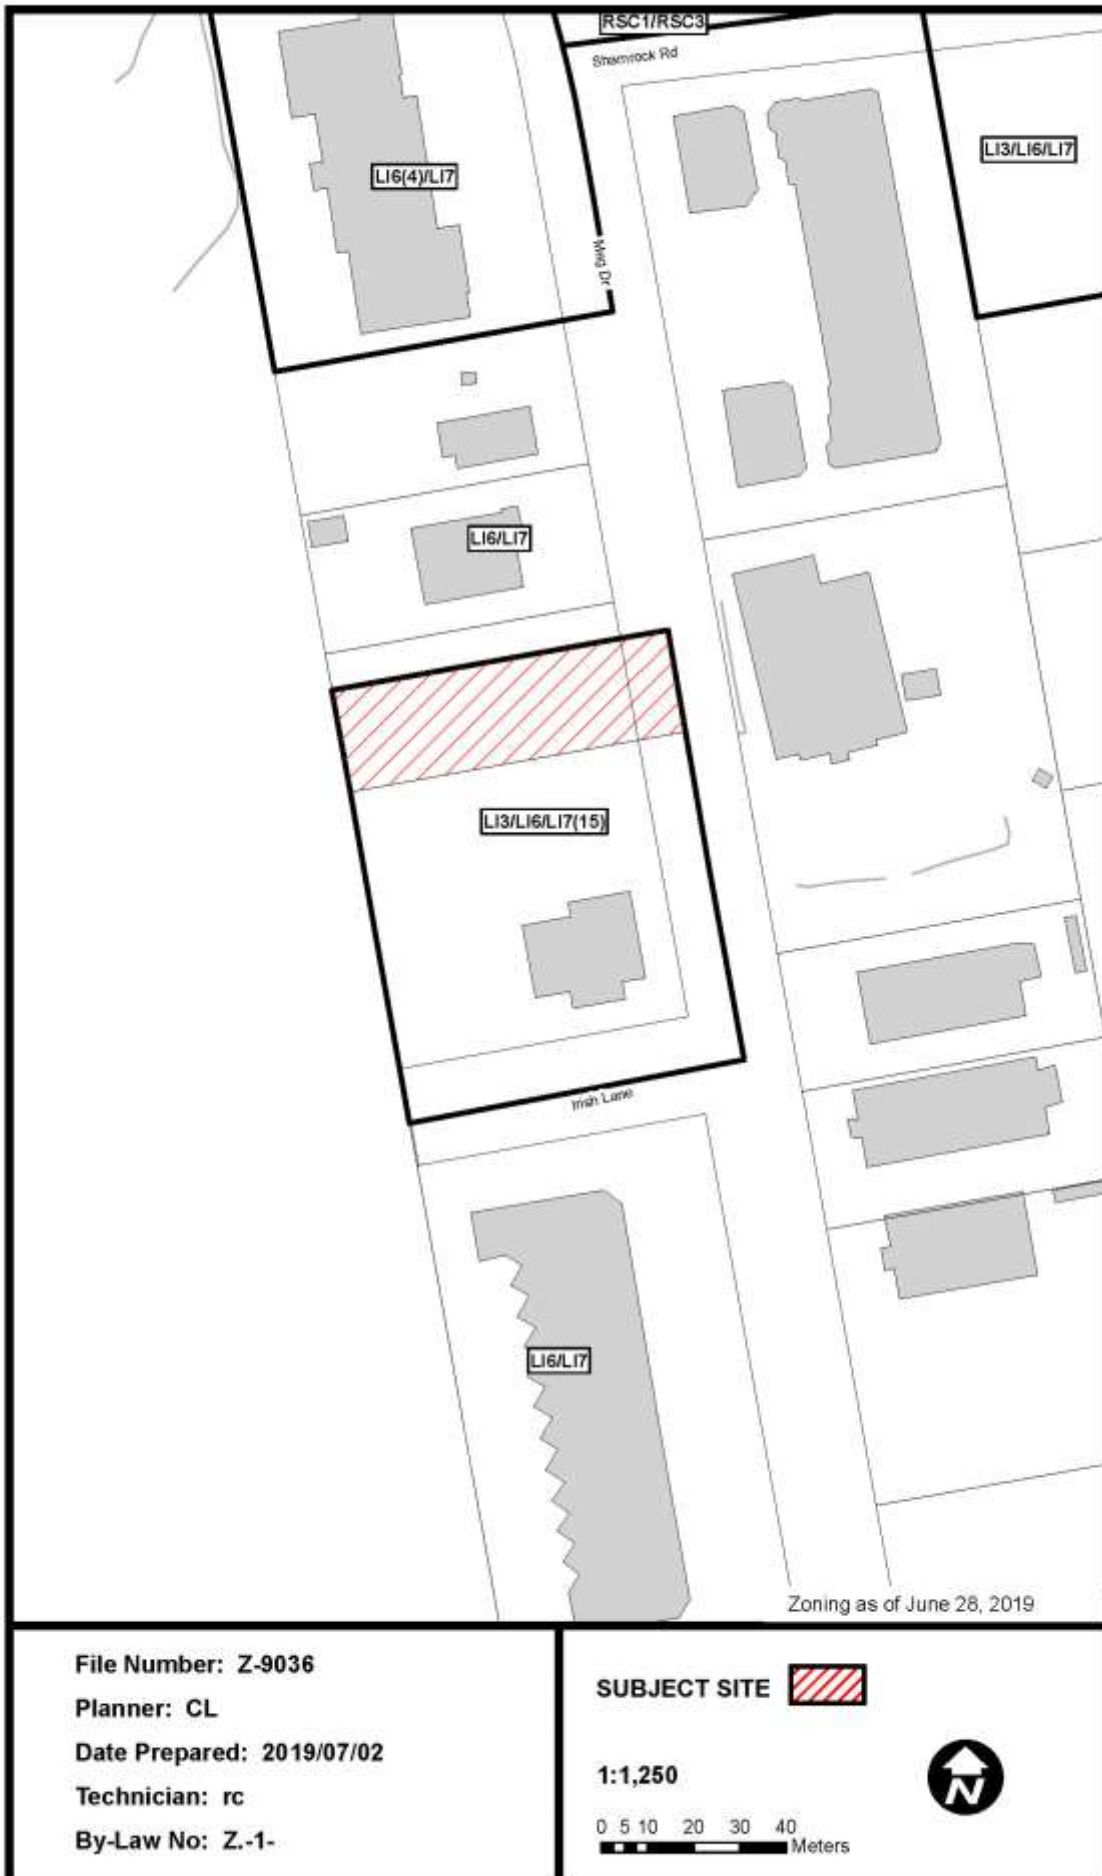 RSC1/RSC3
Shamrock Rd
LI3/LI6/LI7
LI6(4)/LI7
Meg Dr
LI6/LI7
LI3/LI6/LI7(15)
Irish Lane
LI6/LI7
Zoning as of June 28, 2019
File Number: Z-9036
Planner: CL
Date Prepared: 2019/07/02
Technician: rc
By-Law No: Z.-1-
SUBJECT SITE
1:1,250
N
0 5 10 20 30 40
Meters